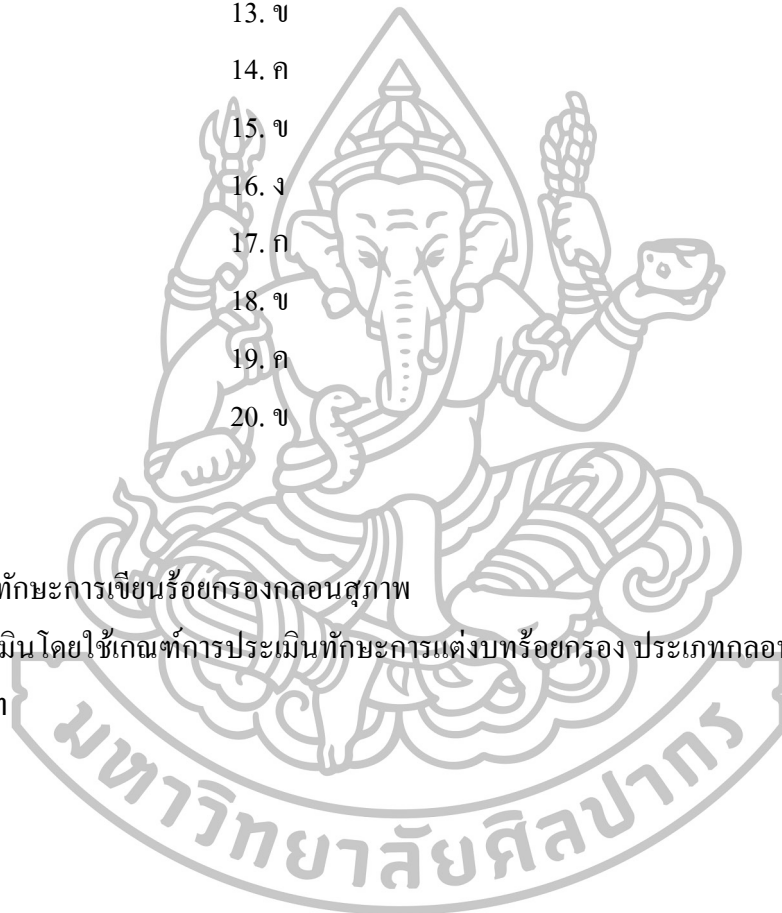 13. ข
14. ค
15. ข
16. ง
17. ก
18. ข
19. ค
20. ข
ทักษะการเขียนร้อยกรองกลอนสุภาพ
มินโดยใช้เกณฑ์การประเมินทักษะการแต่งบทร้อยกรอง ประเภทกลอน
มหาวิทยาลัยศิลปากร